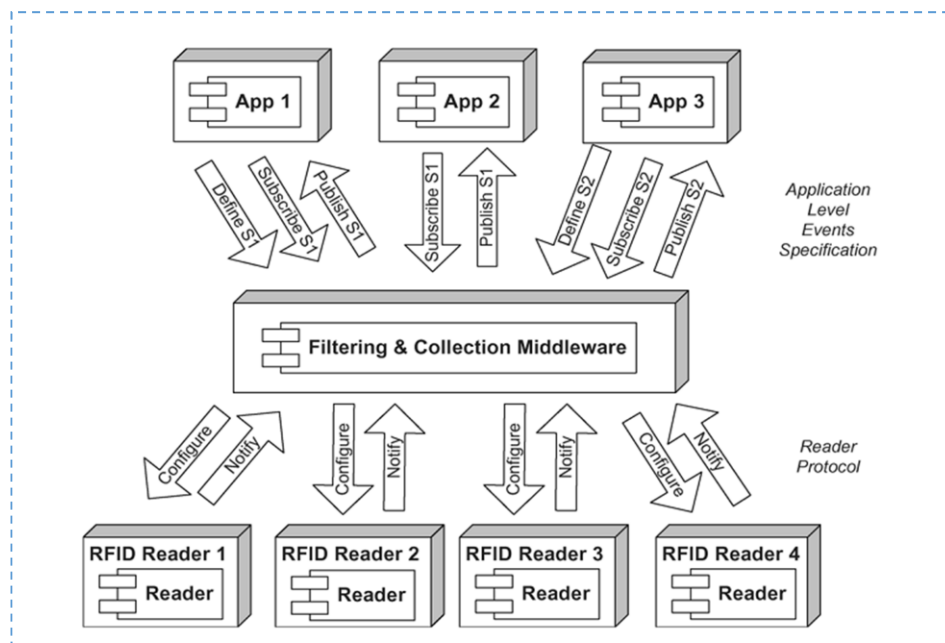 App 1
App 2
App 3
Define S1
Subscribe S1
Publish S1
Subscribe S1
Publish S1
Define S2
Subscribe S2
Publish S2
Application
Level
Events
Specification
Filtering & Collection Middleware
Configure
Notify
Configure
Notify
Configure
Notify
Configure
Notify
Reader
Protocol
RFID Reader 1
Reader
RFID Reader 2
Reader
RFID Reader 3
Reader
RFID Reader 4
Reader